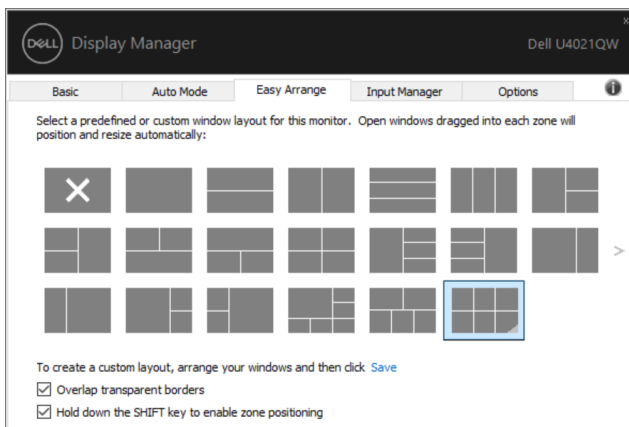 DELL Display Manager
Dell U4021QW
Basic Auto Mode Easy Arrange Input Manager Options
Select a predefined or custom window layout for this monitor. Open windows dragged into each zone will
position and resize automatically:
To create a custom layout, arrange your windows and then click Save
Overlap transparent borders
Hold down the SHIFT key to enable zone positioning